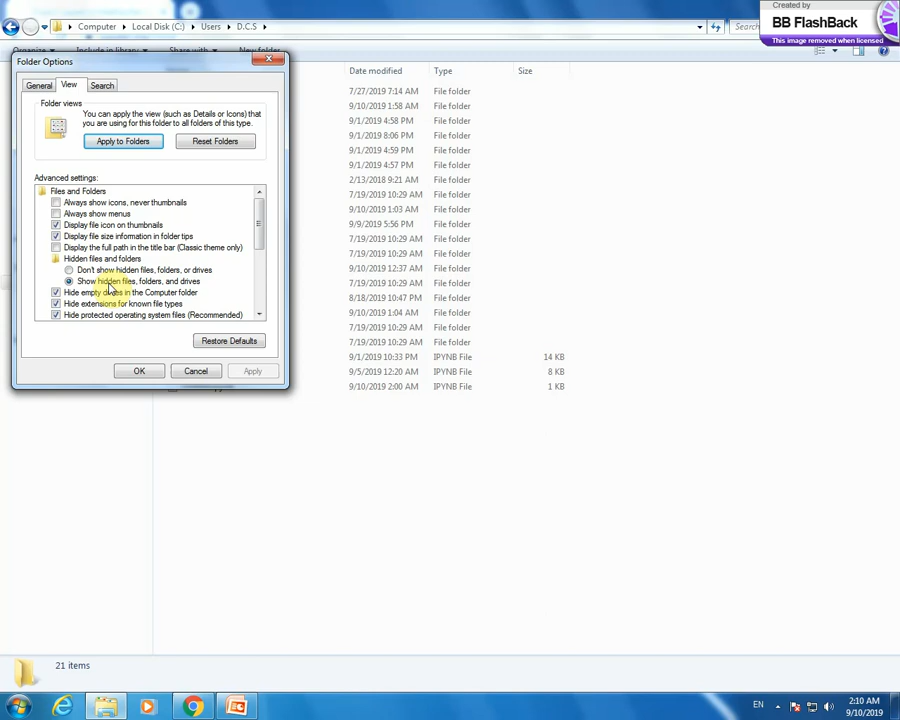 Created by
BB FlashBack
This image removed when licensed
Computer Local Disk (C:) Users D.C.S
Organize Include in library Share with New folder
Folder Options
General View Search
Folder views
You can apply the view (such as Details or Icons) that
you are using for this folder to all folders of this type.
Apply to Folders Reset Folders
Advanced settings:
Files and Folders
Always show icons, never thumbnails
Always show menus
Display file icon on thumbnails
Display file size information in folder tips
Display the full path in the title bar (Classic theme only)
Hidden files and folders
Don't show hidden files, folders, or drives
Show hidden files, folders, and drives
Hide empty drives in the Computer folder
Hide extensions for known file types
Hide protected operating system files (Recommended)
Restore Defaults
OK Cancel Apply
Date modified Type Size
7/27/2019 7:14 AM File folder
9/10/2019 1:58 AM File folder
9/1/2019 4:58 PM File folder
9/1/2019 8:06 PM File folder
9/1/2019 4:59 PM File folder
9/1/2019 4:57 PM File folder
2/13/2018 9:21 AM File folder
7/19/2019 10:29 AM File folder
9/10/2019 1:03 AM File folder
9/9/2019 5:56 PM File folder
7/19/2019 10:29 AM File folder
7/19/2019 10:29 AM File folder
9/10/2019 12:37 AM File folder
7/19/2019 10:29 AM File folder
8/18/2019 10:47 PM File folder
9/10/2019 1:04 AM File folder
7/19/2019 10:29 AM File folder
7/19/2019 10:29 AM File folder
9/1/2019 10:33 PM IPYNB File 14 KB
9/5/2019 12:20 AM IPYNB File 8 KB
9/10/2019 2:00 AM IPYNB File 1 KB
21 items
EN
2:10 AM
9/10/2019